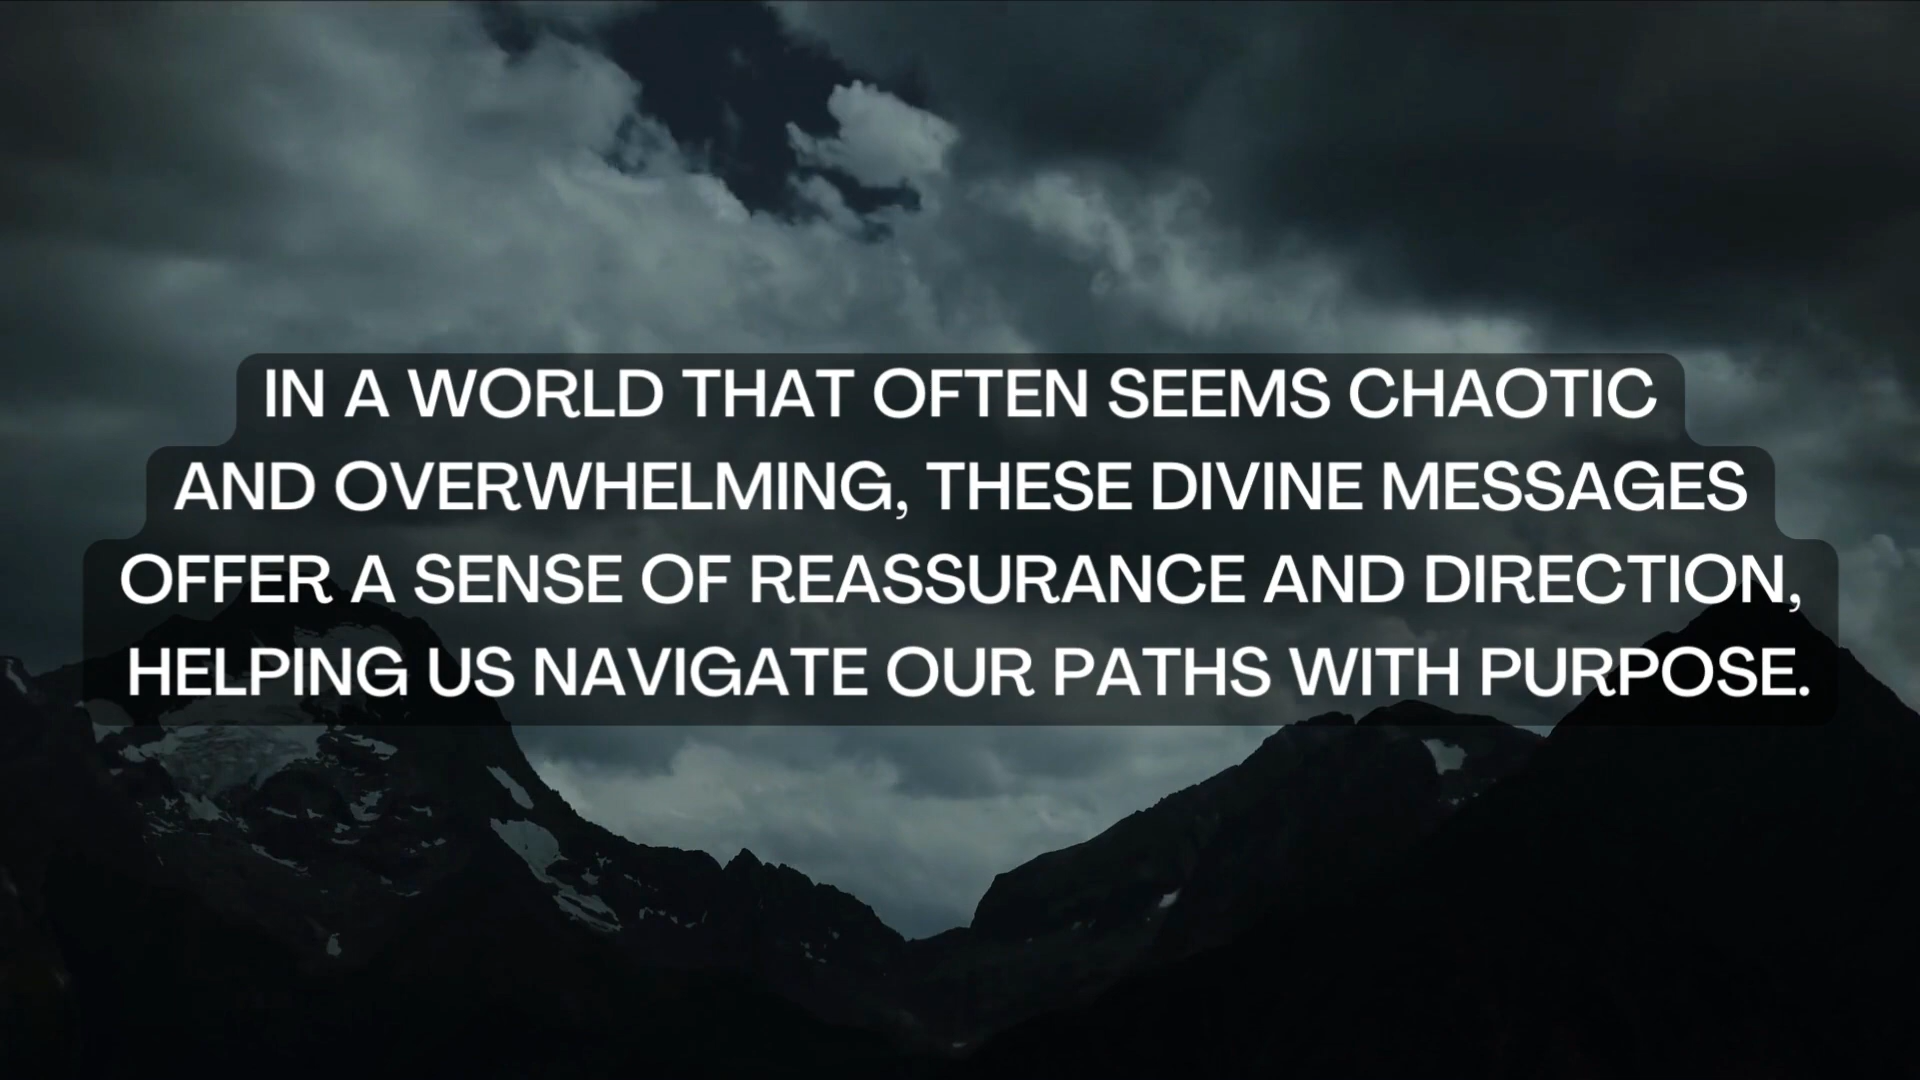 IN A WORLD THAT OFTEN SEEMS CHAOTIC
AND OVERWHELMING, THESE DIVINE MESSAGES
OFFER A SENSE OF REASSURANCE AND DIRECTION,
HELPING US NAVIGATE OUR PATHS WITH PURPOSE.